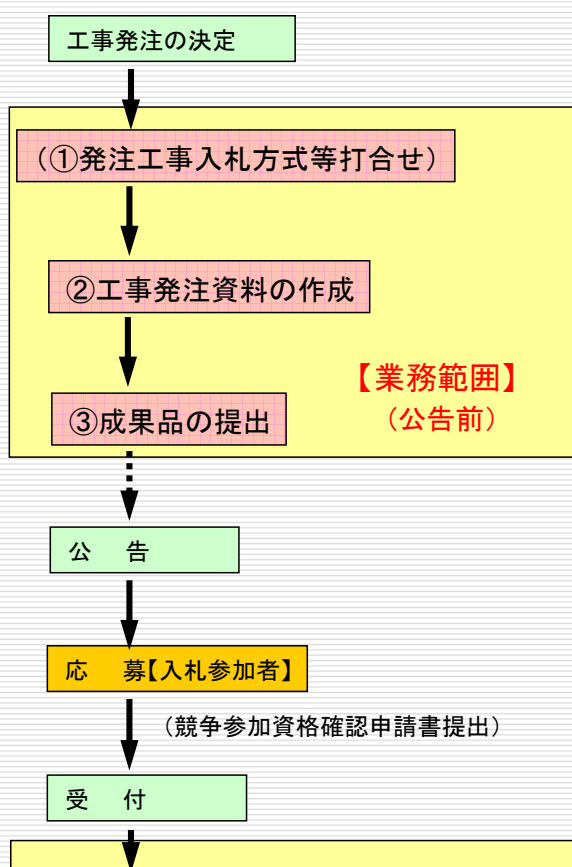 工事発注の決定
（①発注工事入札方式等打合せ）
②工事発注資料の作成
【業務範囲】
（公告前）
③成果品の提出
公　告
応　募【入札参加者】
（競争参加資格確認申請書提出）
受　付